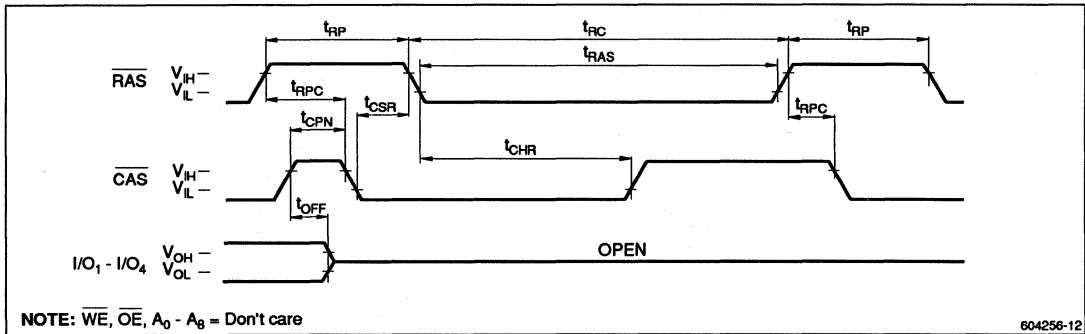 tRP tRC tRP
tRAS
RAS VIH
VIL
tRPC tCSR tRPC
tCPN
tCHR
CAS VIH
VIL
tOFF
I/O1 - I/O4 VOH OPEN
VOL
NOTE: WE, OE, A0 - A8 = Don't care
604256-12